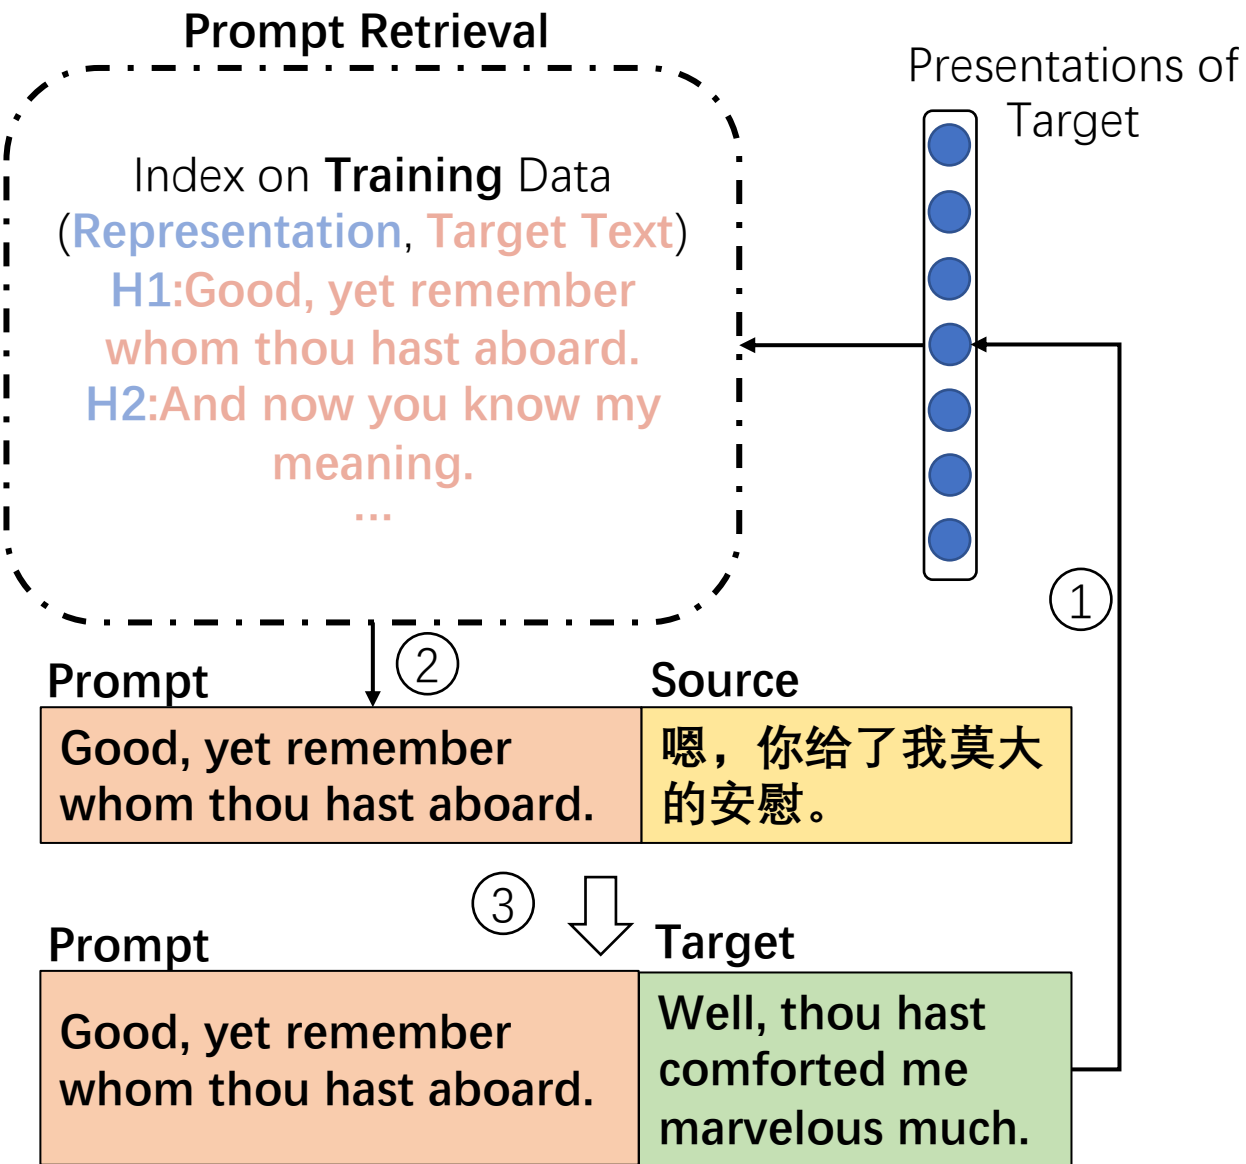 Prompt Retrieval
Presentations of
Target
Index on Training Data
(Representation, Target Text)
H1:Good, yet remember
whom thou hast aboard.
H2:And now you know my
meaning.
...
①
②
Prompt
Source
Good, yet remember
whom thou hast aboard.
嗯，你给了我莫大
的安慰。
③
Prompt
Target
Good, yet remember
whom thou hast aboard.
Well, thou hast
comforted me
marvelous much.